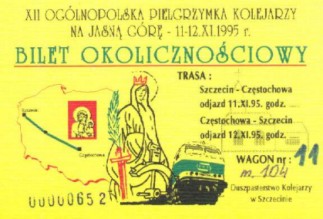 XII OGÓLNOPOLSKA PIELGRZYMKA KOLEJARZY
NA JASNĄ GÓRĘ - 11-12.XI.1995 r.
BILET OKOLICZNOŚCIOWY
TRASA :
Szczecin - Częstochowa
odjazd 11.XI.95. godz.
Częstochowa - Szczecin
odjazd 12.XI.95. godz.
Szczecin
Częstochowa
WAGON nr : 11
m. 104
00000652
Duszpasterstwo Kolejarzy
w Szczecinie